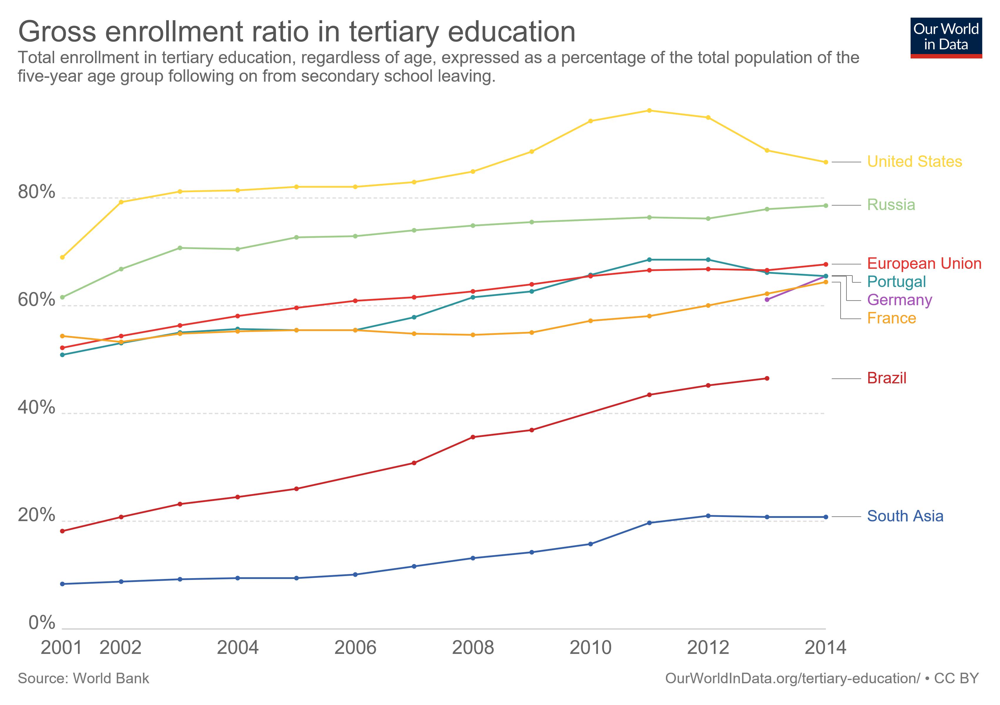 Gross enrollment ratio in tertiary education
Total enrollment in tertiary education, regardless of age, expressed as a percentage of the total population of the
five-year age group following on from secondary school leaving.
Our World
in Data
United States
80%
Russia
European Union
Portugal
60%
Germany
France
Brazil
40%
20%
South Asia
0%
2001 2002 2004 2006 2008 2010 2012 2014
Source: World Bank
OurWorldInData.org/tertiary-education/ • CC BY